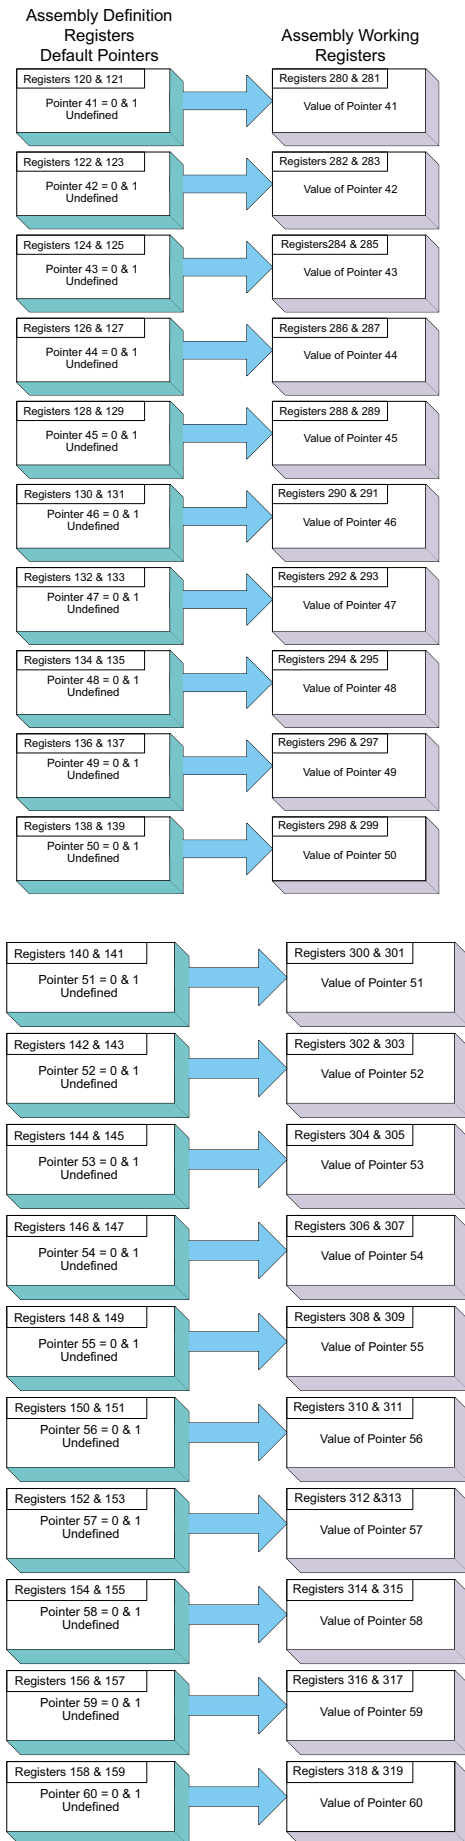 Assembly Definition
Registers
Default Pointers
Assembly Working
Registers
Registers 120 & 121
Pointer 41 = 0 & 1
Undefined
Registers 280 & 281
Value of Pointer 41
Registers 122 & 123
Pointer 42 = 0 & 1
Undefined
Registers 282 & 283
Value of Pointer 42
Registers 124 & 125
Pointer 43 = 0 & 1
Undefined
Registers284 & 285
Value of Pointer 43
Registers 126 & 127
Pointer 44 = 0 & 1
Undefined
Registers 286 & 287
Value of Pointer 44
Registers 128 & 129
Pointer 45 = 0 & 1
Undefined
Registers 288 & 289
Value of Pointer 45
Registers 130 & 131
Pointer 46 = 0 & 1
Undefined
Registers 290 & 291
Value of Pointer 46
Registers 132 & 133
Pointer 47 = 0 & 1
Undefined
Registers 292 & 293
Value of Pointer 47
Registers 134 & 135
Pointer 48 = 0 & 1
Undefined
Registers 294 & 295
Value of Pointer 48
Registers 136 & 137
Pointer 49 = 0 & 1
Undefined
Registers 296 & 297
Value of Pointer 49
Registers 138 & 139
Pointer 50 = 0 & 1
Undefined
Registers 298 & 299
Value of Pointer 50
Registers 140 & 141
Pointer 51 = 0 & 1
Undefined
Registers 300 & 301
Value of Pointer 51
Registers 142 & 143
Pointer 52 = 0 & 1
Undefined
Registers 302 & 303
Value of Pointer 52
Registers 144 & 145
Pointer 53 = 0 & 1
Undefined
Registers 304 & 305
Value of Pointer 53
Registers 146 & 147
Pointer 54 = 0 & 1
Undefined
Registers 306 & 307
Value of Pointer 54
Registers 148 & 149
Pointer 55 = 0 & 1
Undefined
Registers 308 & 309
Value of Pointer 55
Registers 150 & 151
Pointer 56 = 0 & 1
Undefined
Registers 310 & 311
Value of Pointer 56
Registers 152 & 153
Pointer 57 = 0 & 1
Undefined
Registers 312 &313
Value of Pointer 57
Registers 154 & 155
Pointer 58 = 0 & 1
Undefined
Registers 314 & 315
Value of Pointer 58
Registers 156 & 157
Pointer 59 = 0 & 1
Undefined
Registers 316 & 317
Value of Pointer 59
Registers 158 & 159
Pointer 60 = 0 & 1
Undefined
Registers 318 & 319
Value of Pointer 60